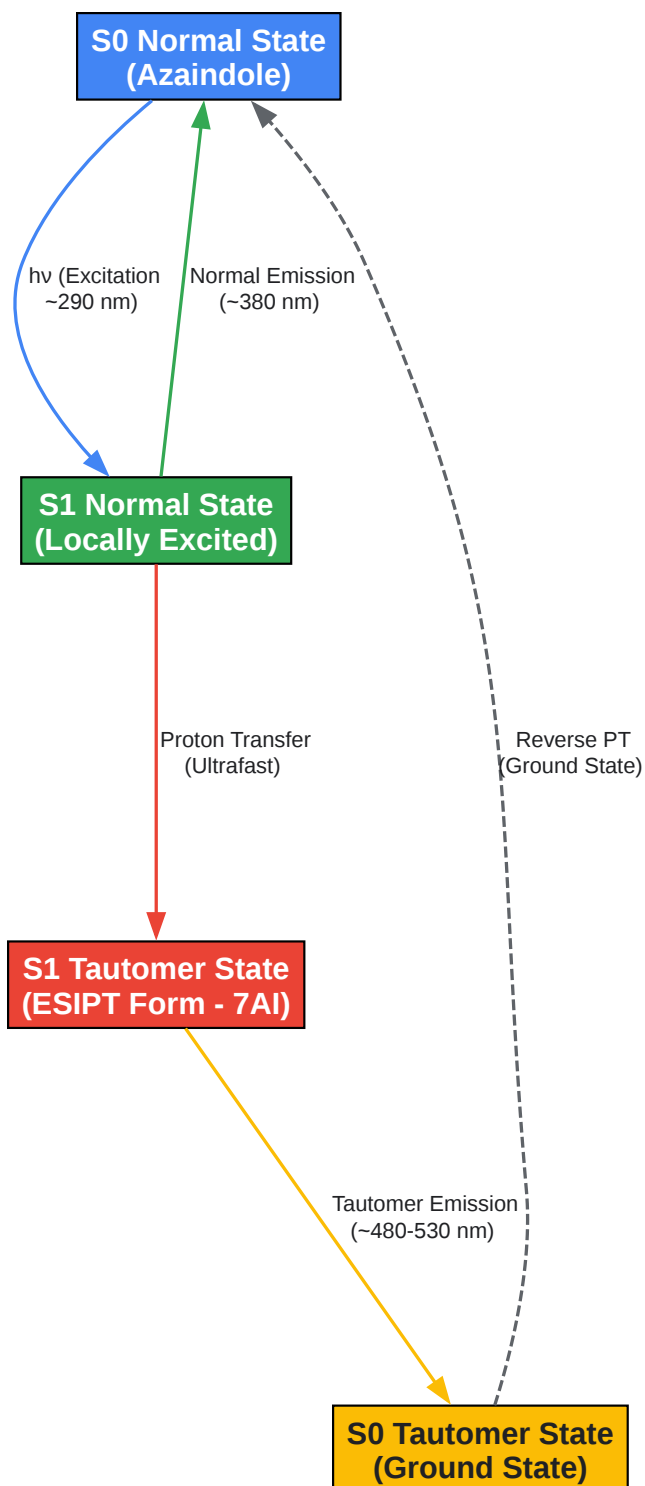 S0 Normal State
(Azaindole)
hν (Excitation
~290 nm)
Normal Emission
(~380 nm)
S1 Normal State
(Locally Excited)
Proton Transfer
(Ultrafast)
Reverse PT
(Ground State)
S1 Tautomer State
(ESIPT Form - 7AI)
Tautomer Emission
(~480-530 nm)
S0 Tautomer State
(Ground State)